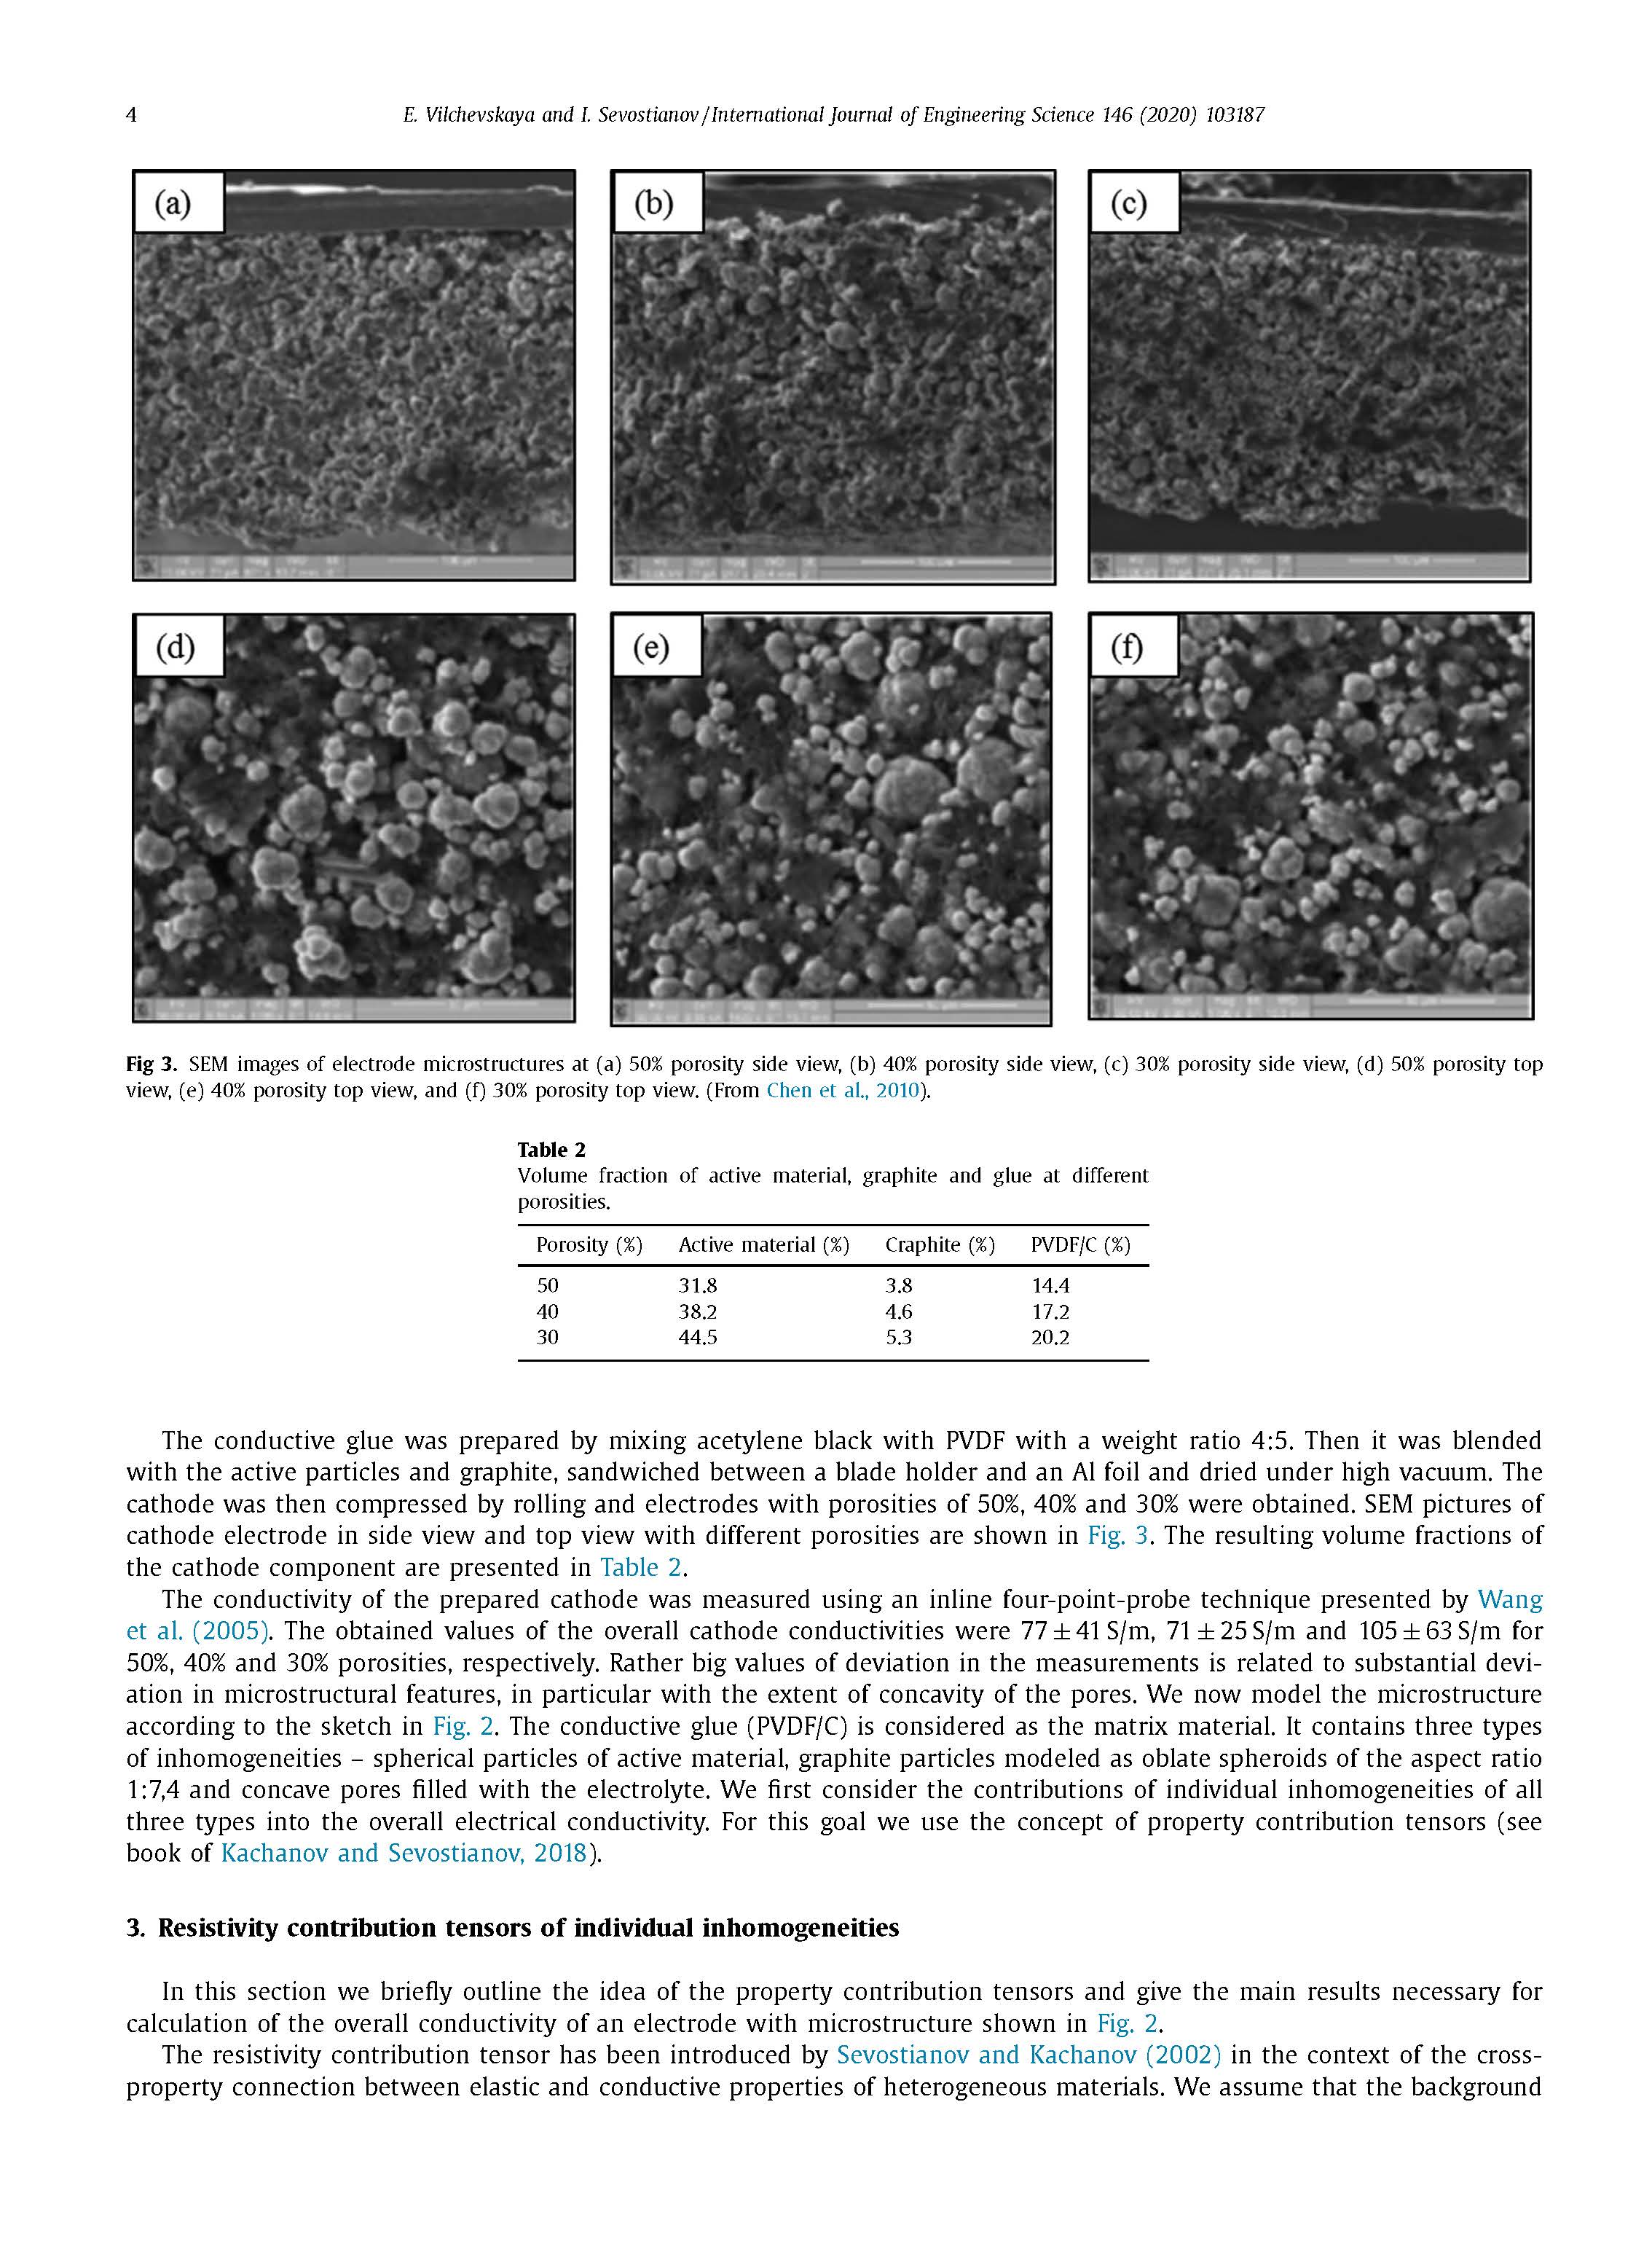 4
E. Vilchevskaya and I. Sevostianov / International Journal of Engineering Science 146 (2020) 103187
(a)
(b)
(c)
(d)
(e)
(f)
Fig 3. SEM images of electrode microstructures at (a) 50% porosity side view, (b) 40% porosity side view, (c) 30% porosity side view, (d) 50% porosity top
view, (e) 40% porosity top view, and (f) 30% porosity top view. (From Chen et al., 2010).
Table 2
Volume fraction of active material, graphite and glue at different
porosities.
Porosity (%) Active material (%) Craphite (%) PVDF/C (%)
50 31.8 3.8 14.4
40 38.2 4.6 17.2
30 44.5 5.3 20.2
The conductive glue was prepared by mixing acetylene black with PVDF with a weight ratio 4:5. Then it was blended
with the active particles and graphite, sandwiched between a blade holder and an Al foil and dried under high vacuum. The
cathode was then compressed by rolling and electrodes with porosities of 50%, 40% and 30% were obtained. SEM pictures of
cathode electrode in side view and top view with different porosities are shown in Fig. 3. The resulting volume fractions of
the cathode component are presented in Table 2.
The conductivity of the prepared cathode was measured using an inline four-point-probe technique presented by Wang
et al. (2005). The obtained values of the overall cathode conductivities were 77 ± 41 S/m, 71 ± 25 S/m and 105 ± 63 S/m for
50%, 40% and 30% porosities, respectively. Rather big values of deviation in the measurements is related to substantial devi-
ation in microstructural features, in particular with the extent of concavity of the pores. We now model the microstructure
according to the sketch in Fig. 2. The conductive glue (PVDF/C) is considered as the matrix material. It contains three types
of inhomogeneities – spherical particles of active material, graphite particles modeled as oblate spheroids of the aspect ratio
1:7,4 and concave pores filled with the electrolyte. We first consider the contributions of individual inhomogeneities of all
three types into the overall electrical conductivity. For this goal we use the concept of property contribution tensors (see
book of Kachanov and Sevostianov, 2018).
3. Resistivity contribution tensors of individual inhomogeneities
In this section we briefly outline the idea of the property contribution tensors and give the main results necessary for
calculation of the overall conductivity of an electrode with microstructure shown in Fig. 2.
The resistivity contribution tensor has been introduced by Sevostianov and Kachanov (2002) in the context of the cross-
property connection between elastic and conductive properties of heterogeneous materials. We assume that the background